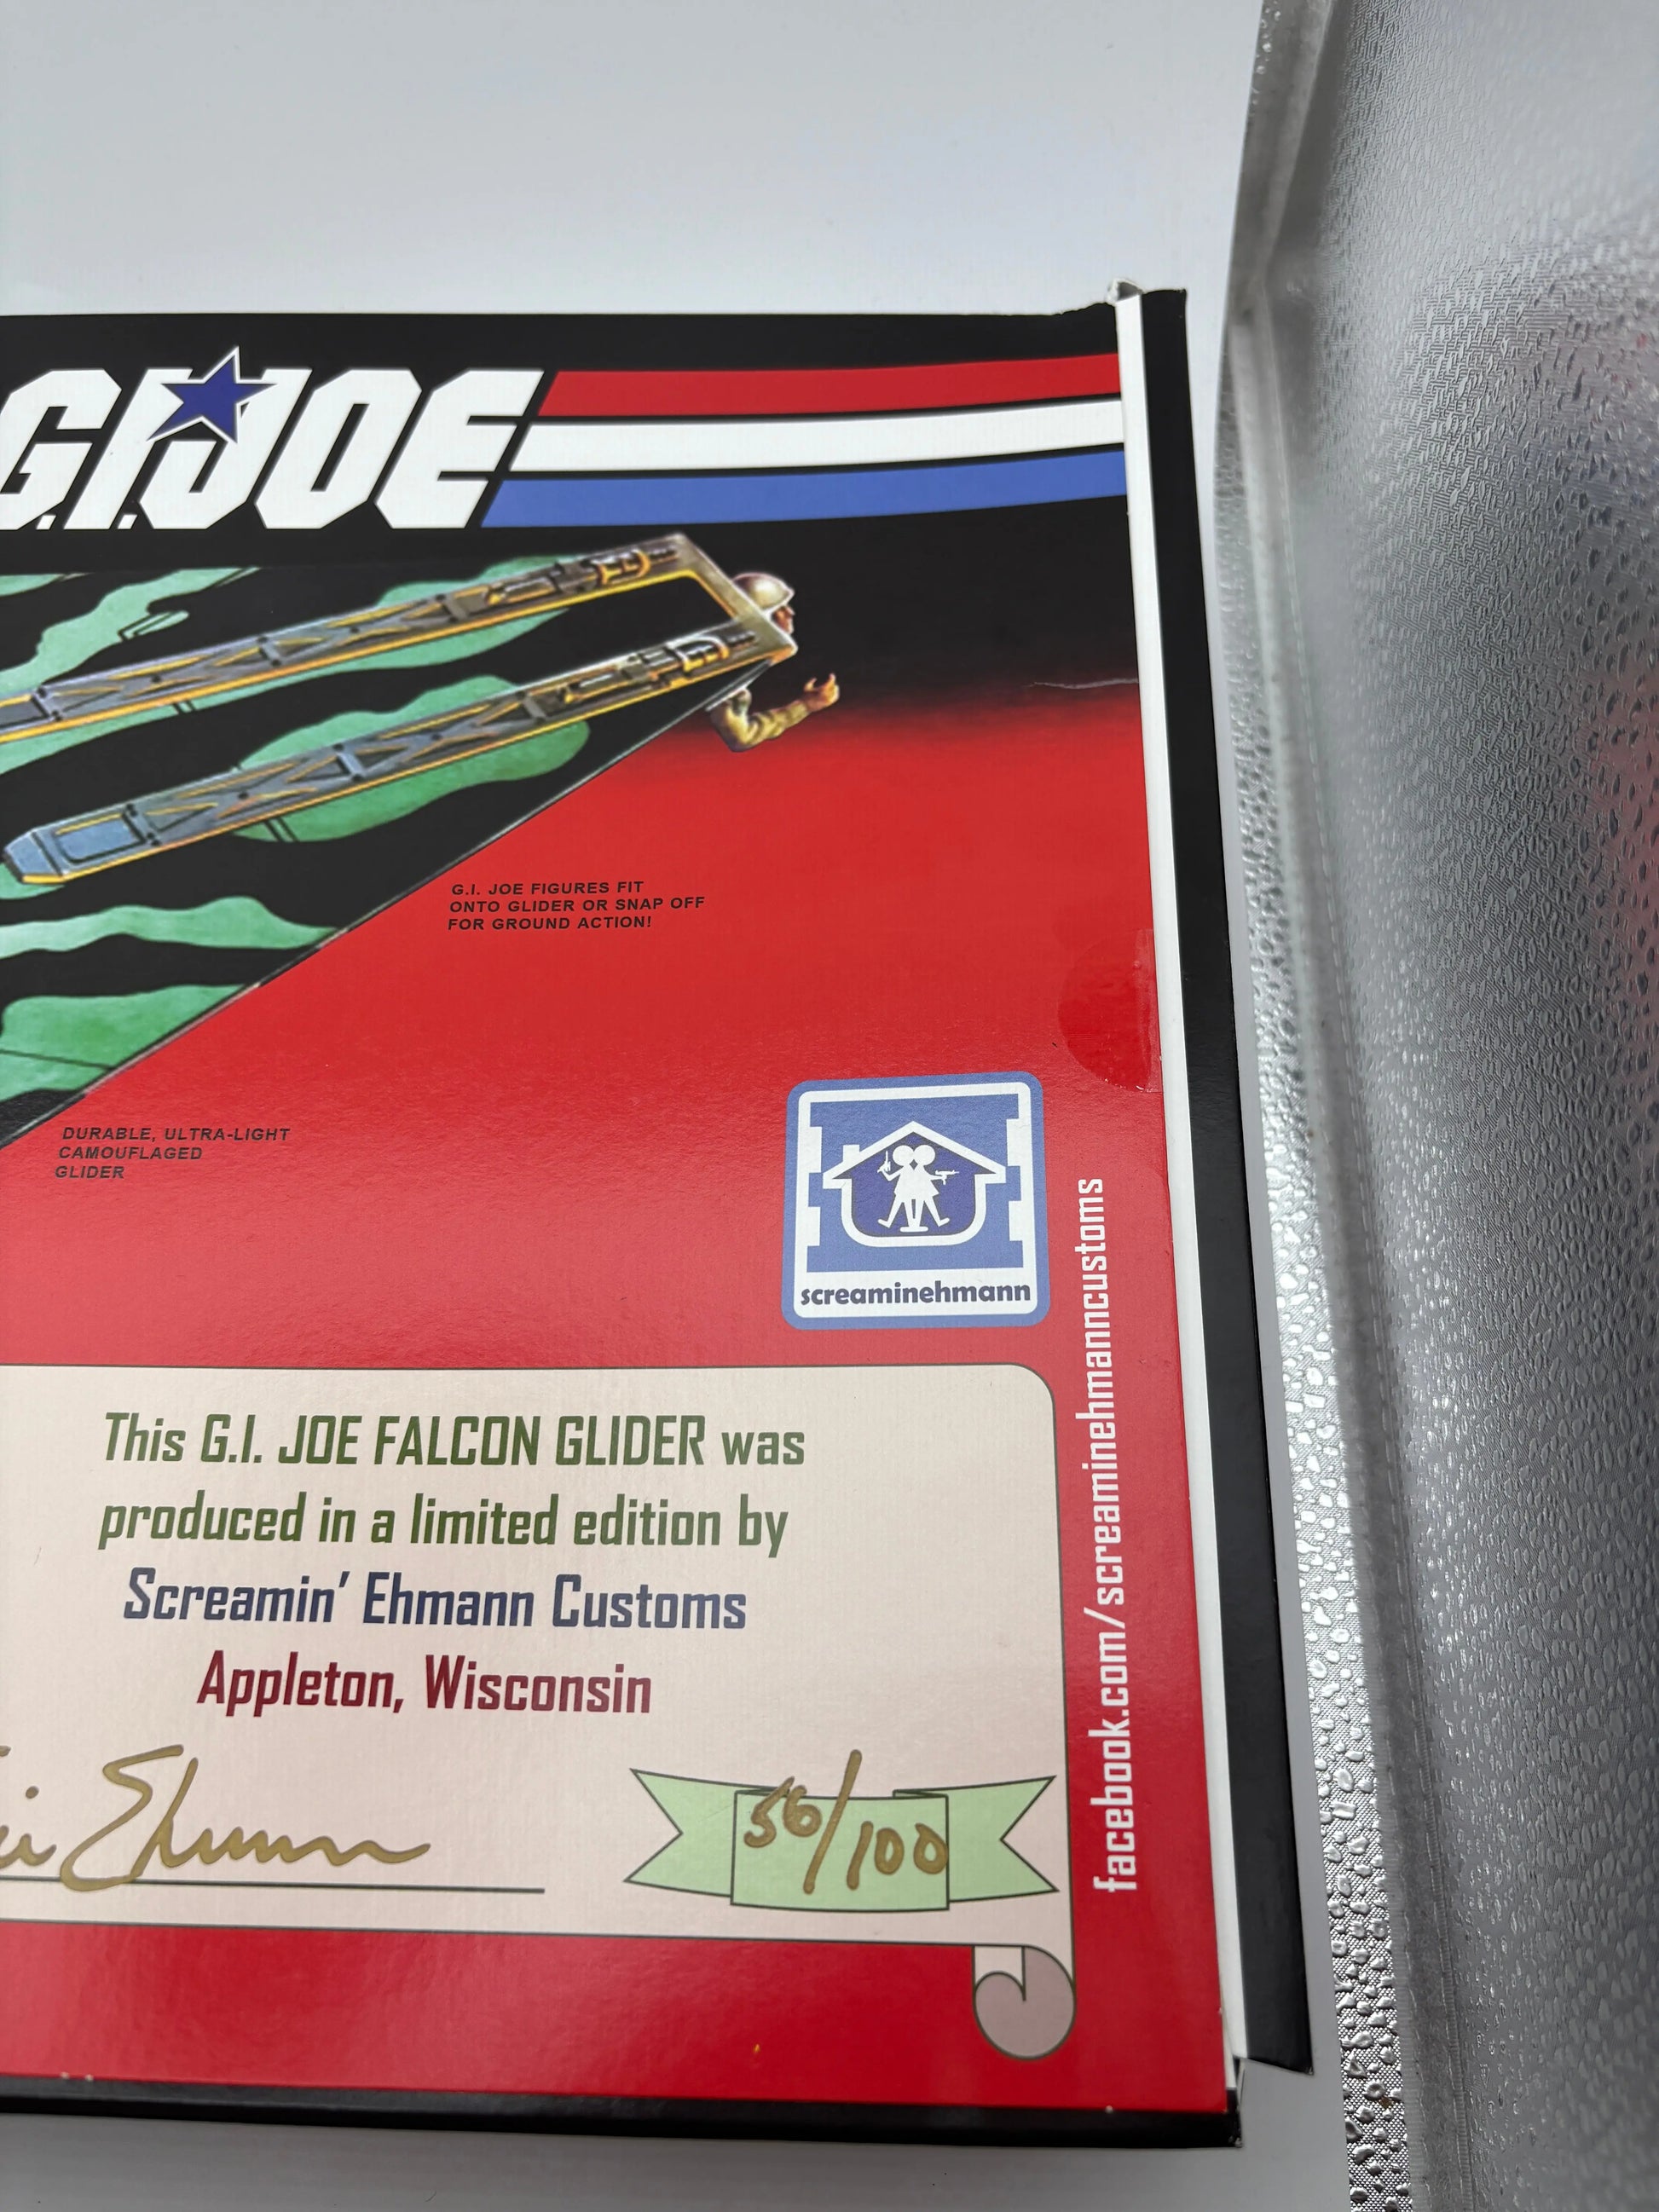 G.I.JOE
G.I. JOE FIGURES FIT
ONTO GLIDER OR SNAP OFF
FOR GROUND ACTION!
DURABLE, ULTRA-LIGHT
CAMOUFLAGED
GLIDER
screaminehmann
facebook.com/screaminehmanncustoms
This G.I. JOE FALCON GLIDER was
produced in a limited edition by
Screamin' Ehmann Customs
Appleton, Wisconsin
Ehmann
56/100